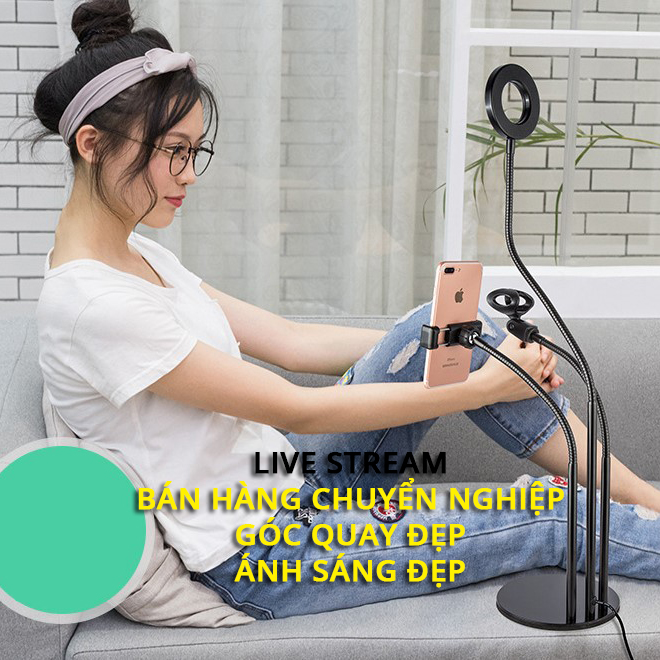 LIVE STREAM
BÁN HÀNG CHUYỂN NGHIỆP
GÓC QUAY ĐẸP
ÁNH SÁNG ĐẸP